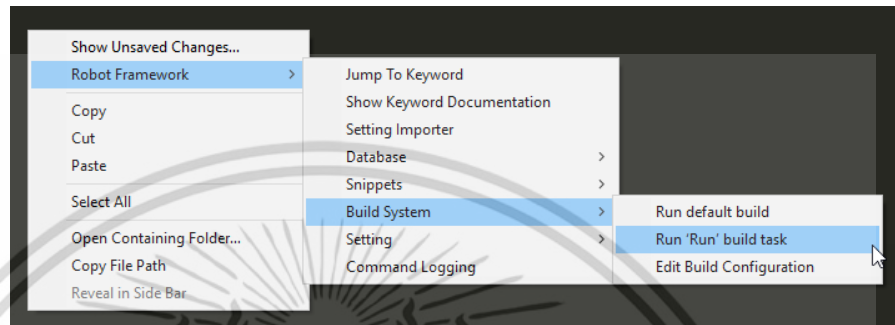 Show Unsaved Changes...
Robot Framework
Copy
Cut
Paste
Select All
Open Containing Folder...
Copy File Path
Reveal in Side Bar
Jump To Keyword
Show Keyword Documentation
Setting Importer
Database
Snippets
Build System
Setting
Command Logging
Run default build
Run ‘Run’ build task
Edit Build Configuration